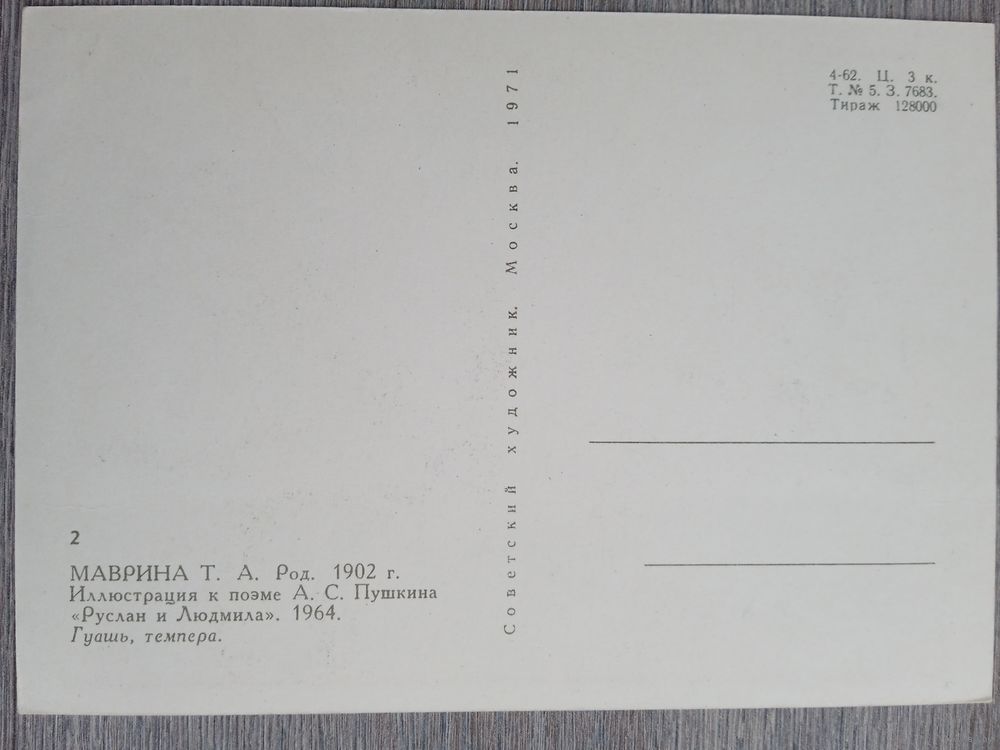 2
МАВРИНА Т. А. Род. 1902 г.
Иллюстрация к поэме А. С. Пушкина
«Руслан и Людмила». 1964.
Гуашь, темпера.
Советский художник. Москва. 1971
4-62. Ц. 3 к.
Т. № 5. З. 7683.
Тираж 128000